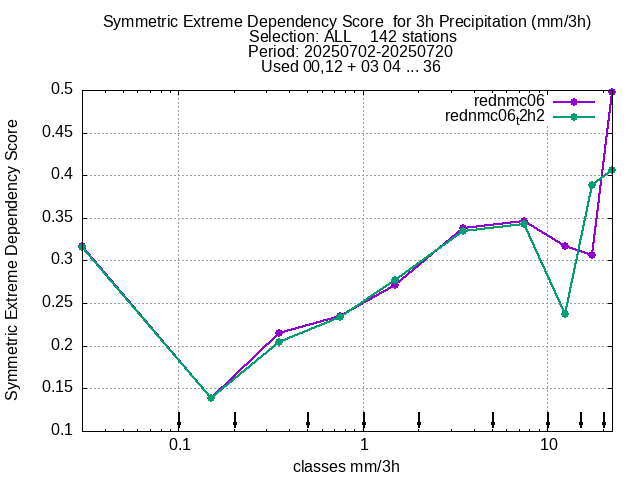 Symmetric Extreme Dependency Score  for 3h Precipitation (mm/3h)
Selection: ALL    142 stations
Period: 20250702-20250720
Used 00,12 + 03 04 ... 36
Symmetric Extreme Dependency Score
0.5
0.45
0.4
0.35
0.3
0.25
0.2
0.15
0.1
rednmc06
rednmc06t2h2
0.1 1 10
classes mm/3h